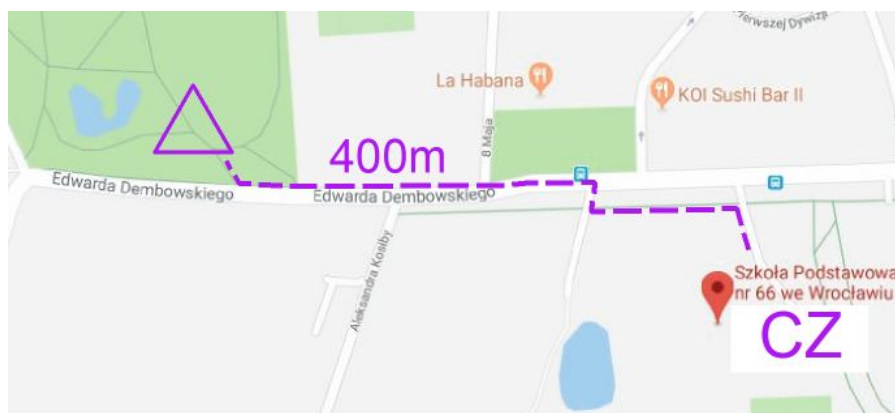 Pierwszej Dywizji
La Habana
KOI Sushi Bar II
8 Maja
400m
Edwarda Dembowskiego
Edwarda Dembowskiego
Aleksandra Kosiby
Szkoła Podstawowa
nr 66 we Wrocławiu
CZ